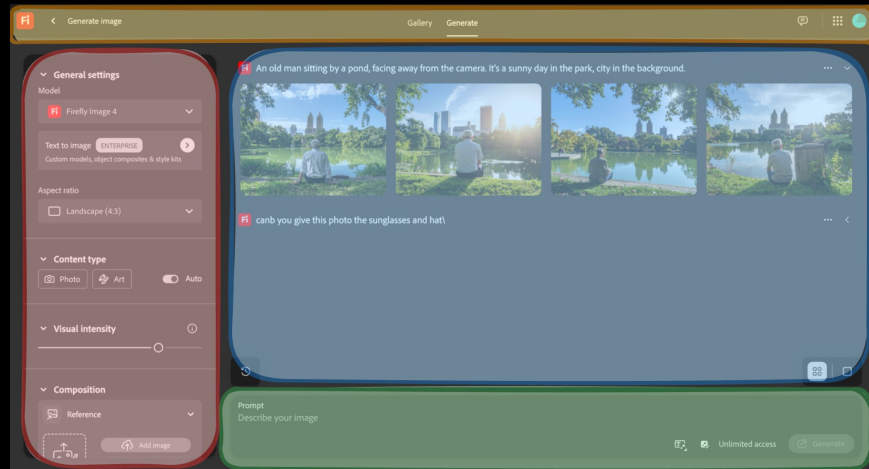 Fi
Generate image
Gallery
Generate
General settings
Model
Fi Firefly Image 4
Text to image ENTERPRISE
Custom models, object composites & style kits
Aspect ratio
Landscape (4:3)
Content type
Photo
Art
Auto
Visual intensity
Composition
Reference
Add image
Fi An old man sitting by a pond, facing away from the camera. It's a sunny day in the park, city in the background.
Fi canb you give this photo the sunglasses and hat\
Prompt
Describe your image
Unlimited access
Generate